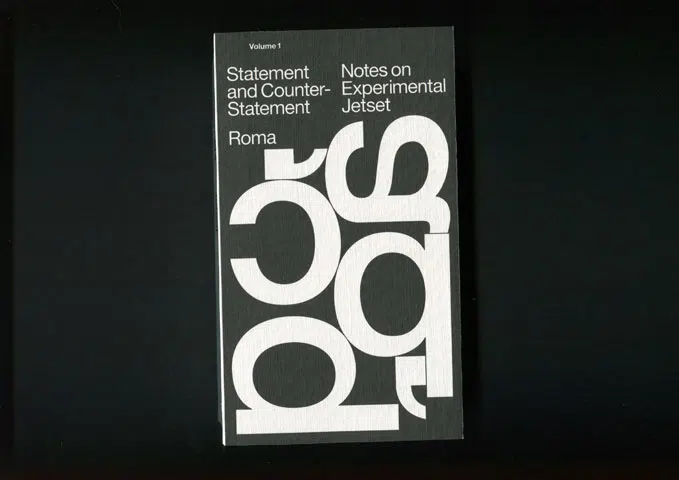 Volume 1
Statement
and Counter-
Statement
Roma
Notes on
Experimental
Jetset